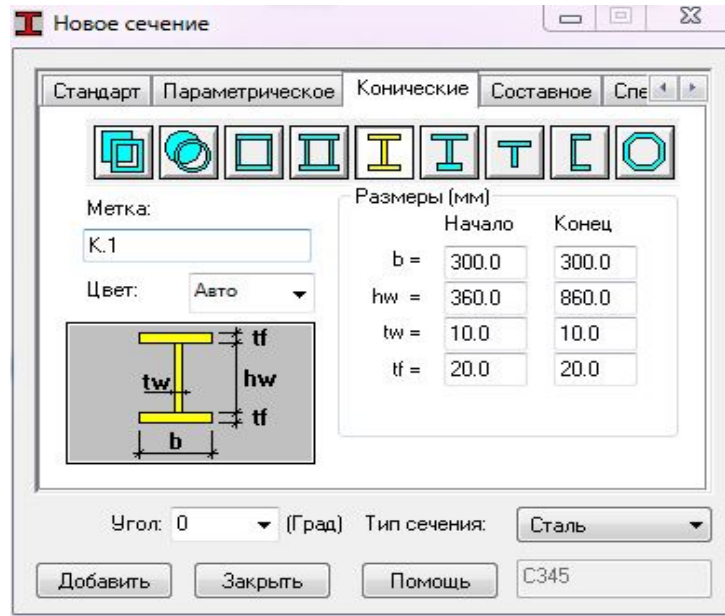 Новое сечение
Стандарт Параметрическое Конические Составное Спе
Метка:
К.1
Цвет: Авто
Размеры (мм)
Начало Конец
b = 300.0 300.0
hw = 360.0 860.0
tw = 10.0 10.0
tf = 20.0 20.0
tf
tw hw
tf
b
Угол: 0 (Град) Тип сечения: Сталь
Добавить Закрыть Помощь C345